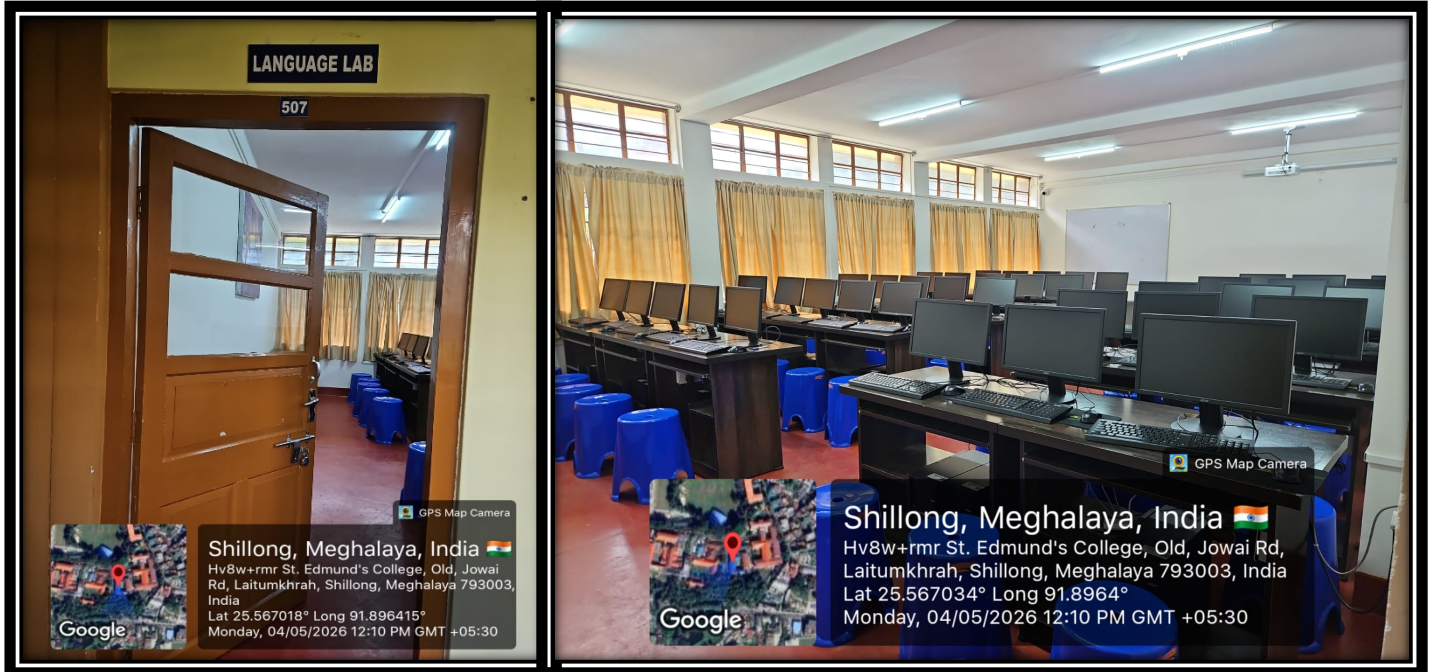 LANGUAGE LAB
507
GPS Map Camera
Shillong, Meghalaya, India
Hv8w+rmr St. Edmund's College, Old, Jowai
Rd, Laitumkhrah, Shillong, Meghalaya 793003,
India
Lat 25.567018° Long 91.896415°
Monday, 04/05/2026 12:10 PM GMT +05:30
Google
GPS Map Camera
Shillong, Meghalaya, India
Hv8w+rmr St. Edmund's College, Old, Jowai Rd,
Laitumkhrah, Shillong, Meghalaya 793003, India
Lat 25.567034° Long 91.8964°
Monday, 04/05/2026 12:10 PM GMT +05:30
Google